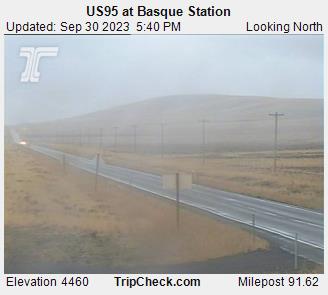 US95 at Basque Station
Updated: Sep 30 2023 5:40 PM Looking North
Elevation 4460 TripCheck.com Milepost 91.62